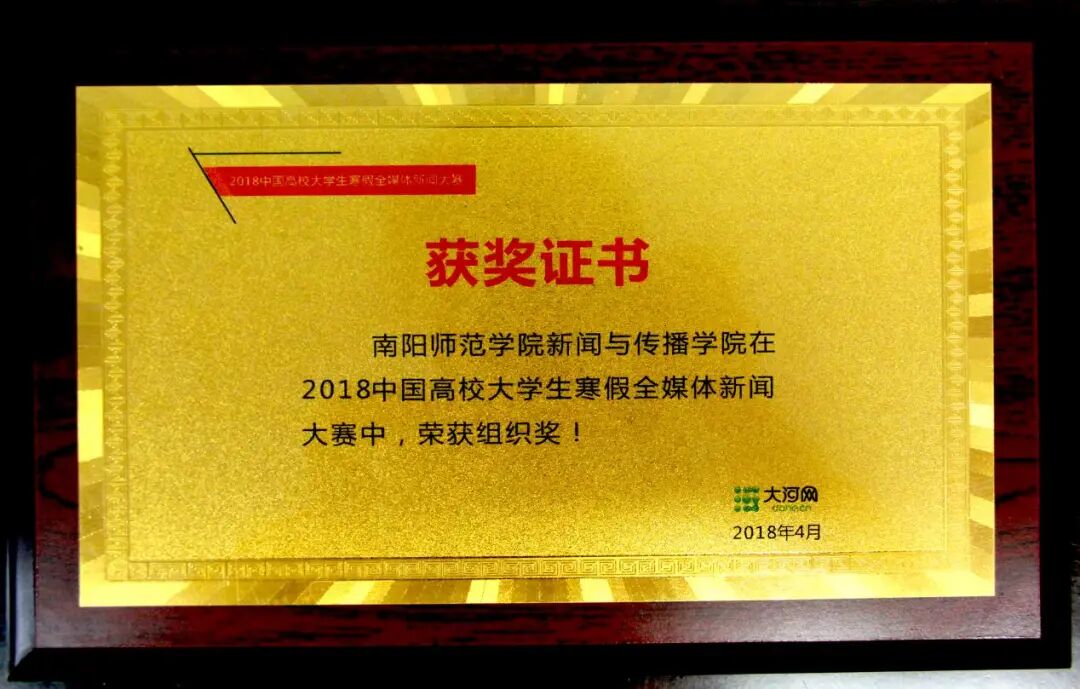 2018中国高校大学生寒假全媒体新闻大赛
获奖证书
南阳师范学院新闻与传播学院在
2018中国高校大学生寒假全媒体新闻
大赛中，荣获组织奖！
大河网
dahe.cn
2018年4月